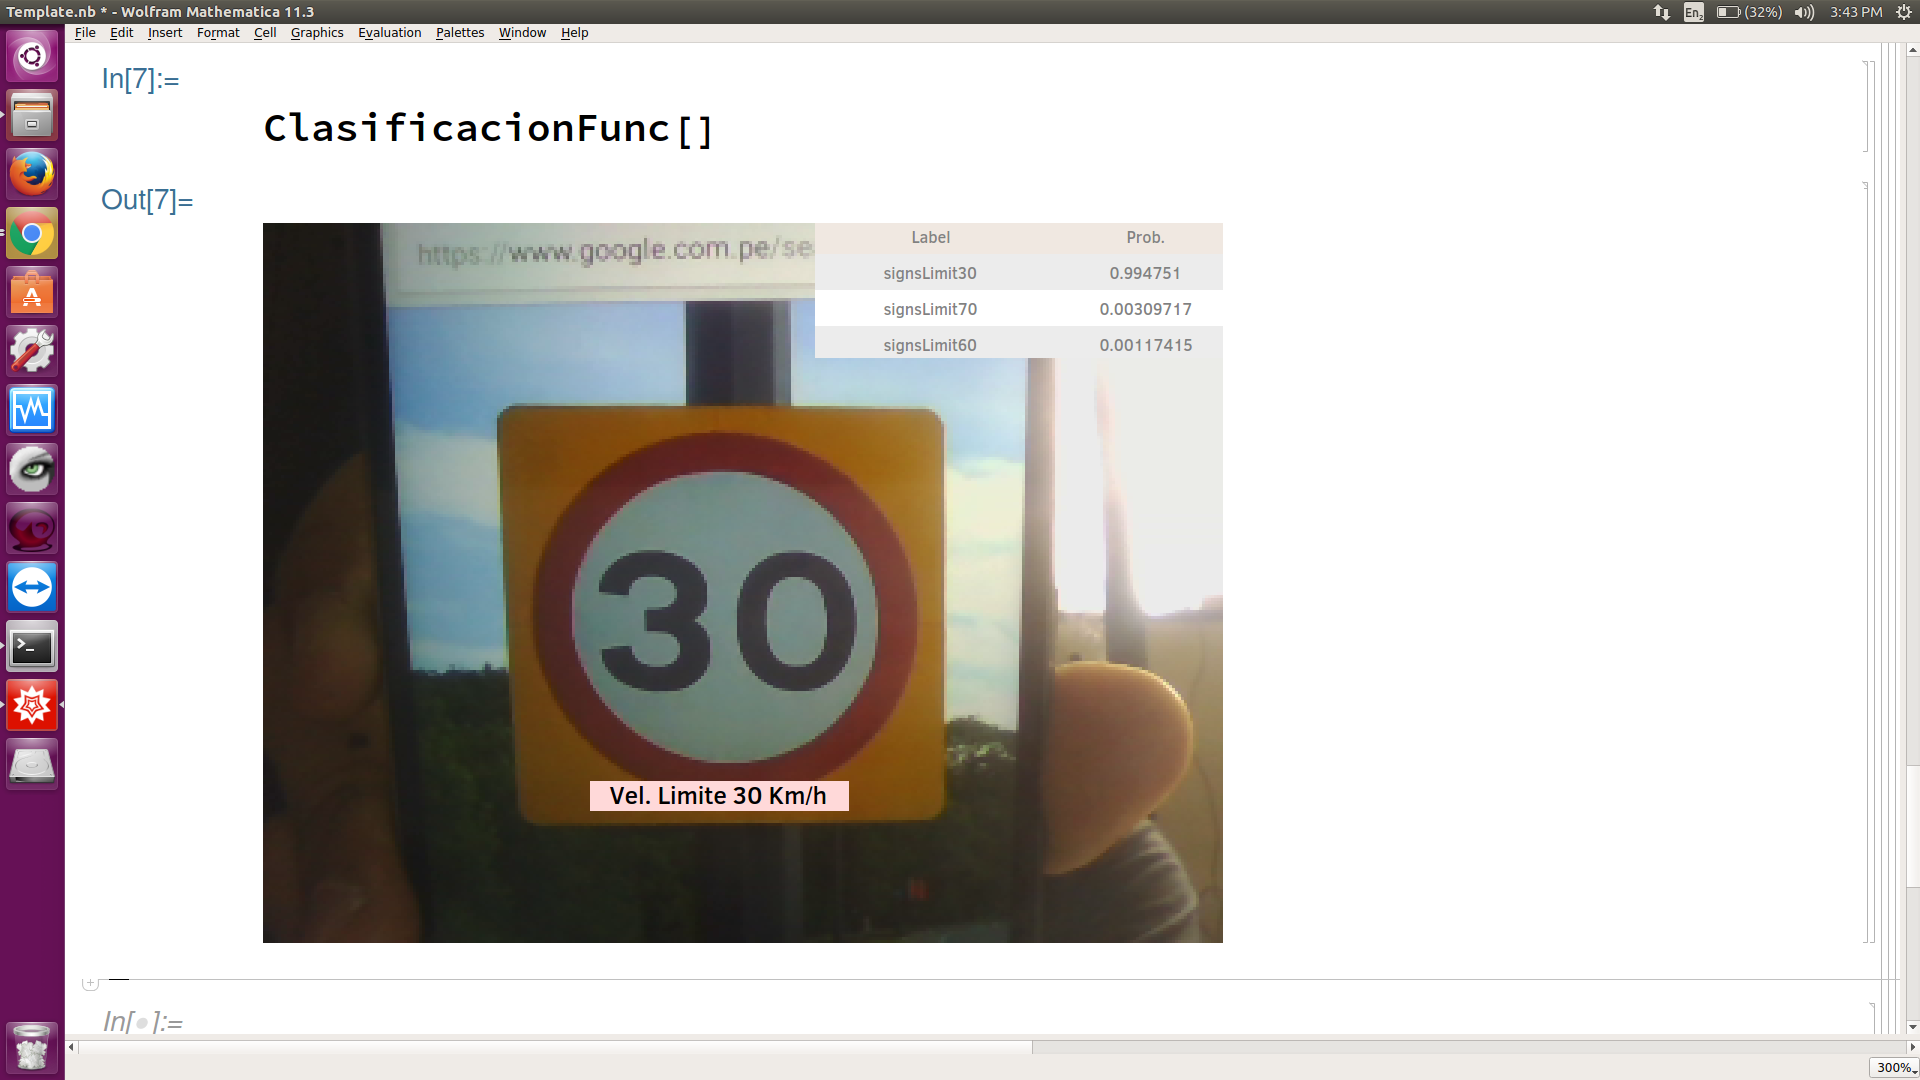 Template.nb * - Wolfram Mathematica 11.3
En2 (32%) 3:43 PM
File Edit Insert Format Cell Graphics Evaluation Palettes Window Help
In[7]:=
ClasificacionFunc[]
Out[7]=
https://www.google.com.pe/sea
Label Prob.
signsLimit30 0.994751
signsLimit70 0.00309717
signsLimit60 0.00117415
30
Vel. Limite 30 Km/h
In[•]:=
300%